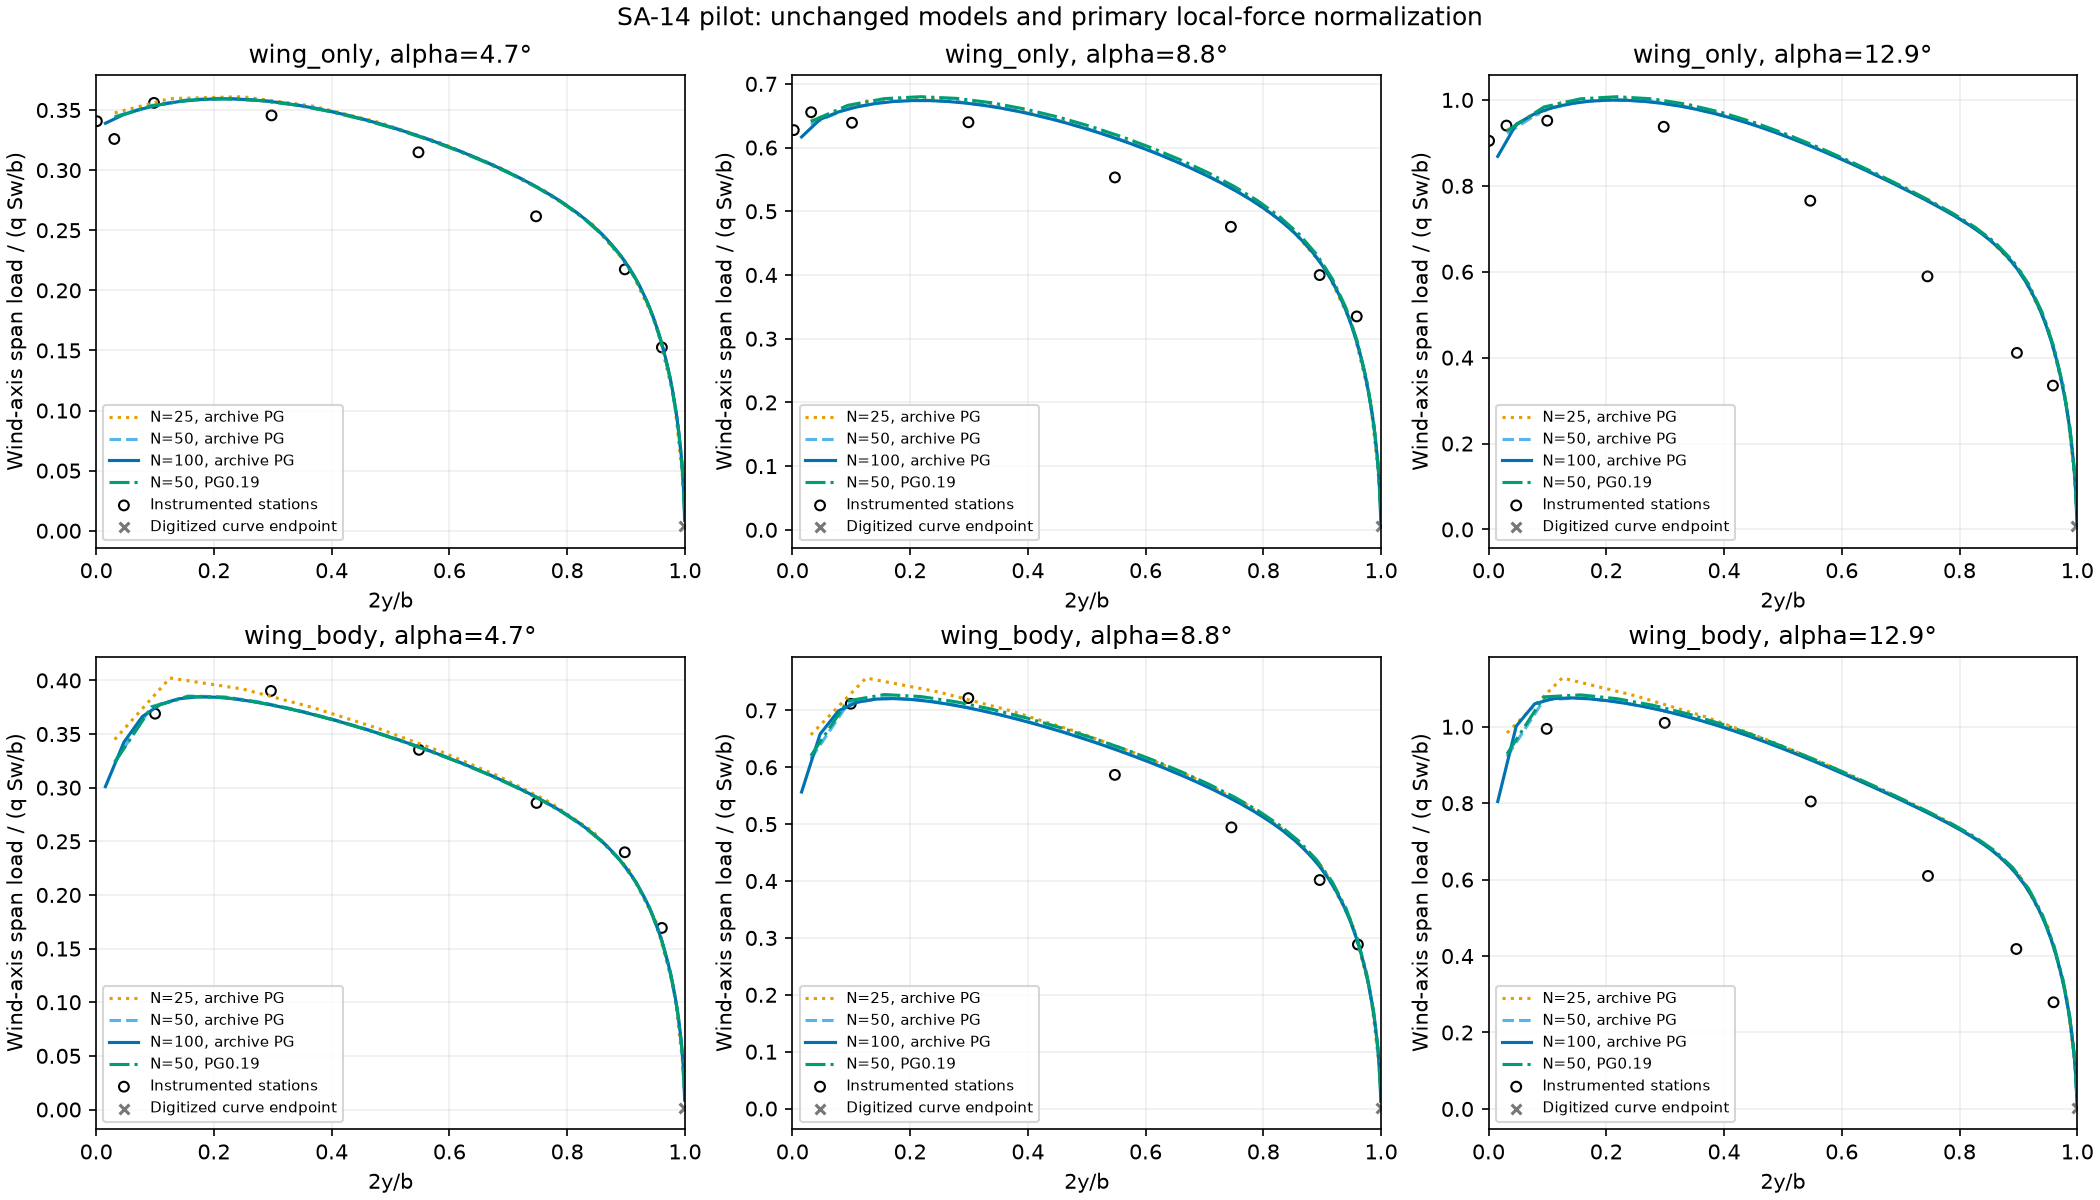 SA-14 pilot: unchanged models and primary local-force normalization
wing_only, alpha=4.7°
Wind-axis span load / (q Sw/b)
0.35
0.30
0.25
0.20
0.15
0.10
0.05
0.00
N=25, archive PG
N=50, archive PG
N=100, archive PG
N=50, PG0.19
Instrumented stations
Digitized curve endpoint
0.0 0.2 0.4 0.6 0.8 1.0
2y/b
wing_only, alpha=8.8°
Wind-axis span load / (q Sw/b)
0.7
0.6
0.5
0.4
0.3
0.2
0.1
0.0
N=25, archive PG
N=50, archive PG
N=100, archive PG
N=50, PG0.19
Instrumented stations
Digitized curve endpoint
0.0 0.2 0.4 0.6 0.8 1.0
2y/b
wing_only, alpha=12.9°
Wind-axis span load / (q Sw/b)
1.0
0.8
0.6
0.4
0.2
0.0
N=25, archive PG
N=50, archive PG
N=100, archive PG
N=50, PG0.19
Instrumented stations
Digitized curve endpoint
0.0 0.2 0.4 0.6 0.8 1.0
2y/b
wing_body, alpha=4.7°
Wind-axis span load / (q Sw/b)
0.40
0.35
0.30
0.25
0.20
0.15
0.10
0.05
0.00
N=25, archive PG
N=50, archive PG
N=100, archive PG
N=50, PG0.19
Instrumented stations
Digitized curve endpoint
0.0 0.2 0.4 0.6 0.8 1.0
2y/b
wing_body, alpha=8.8°
Wind-axis span load / (q Sw/b)
0.7
0.6
0.5
0.4
0.3
0.2
0.1
0.0
N=25, archive PG
N=50, archive PG
N=100, archive PG
N=50, PG0.19
Instrumented stations
Digitized curve endpoint
0.0 0.2 0.4 0.6 0.8 1.0
2y/b
wing_body, alpha=12.9°
Wind-axis span load / (q Sw/b)
1.0
0.8
0.6
0.4
0.2
0.0
N=25, archive PG
N=50, archive PG
N=100, archive PG
N=50, PG0.19
Instrumented stations
Digitized curve endpoint
0.0 0.2 0.4 0.6 0.8 1.0
2y/b